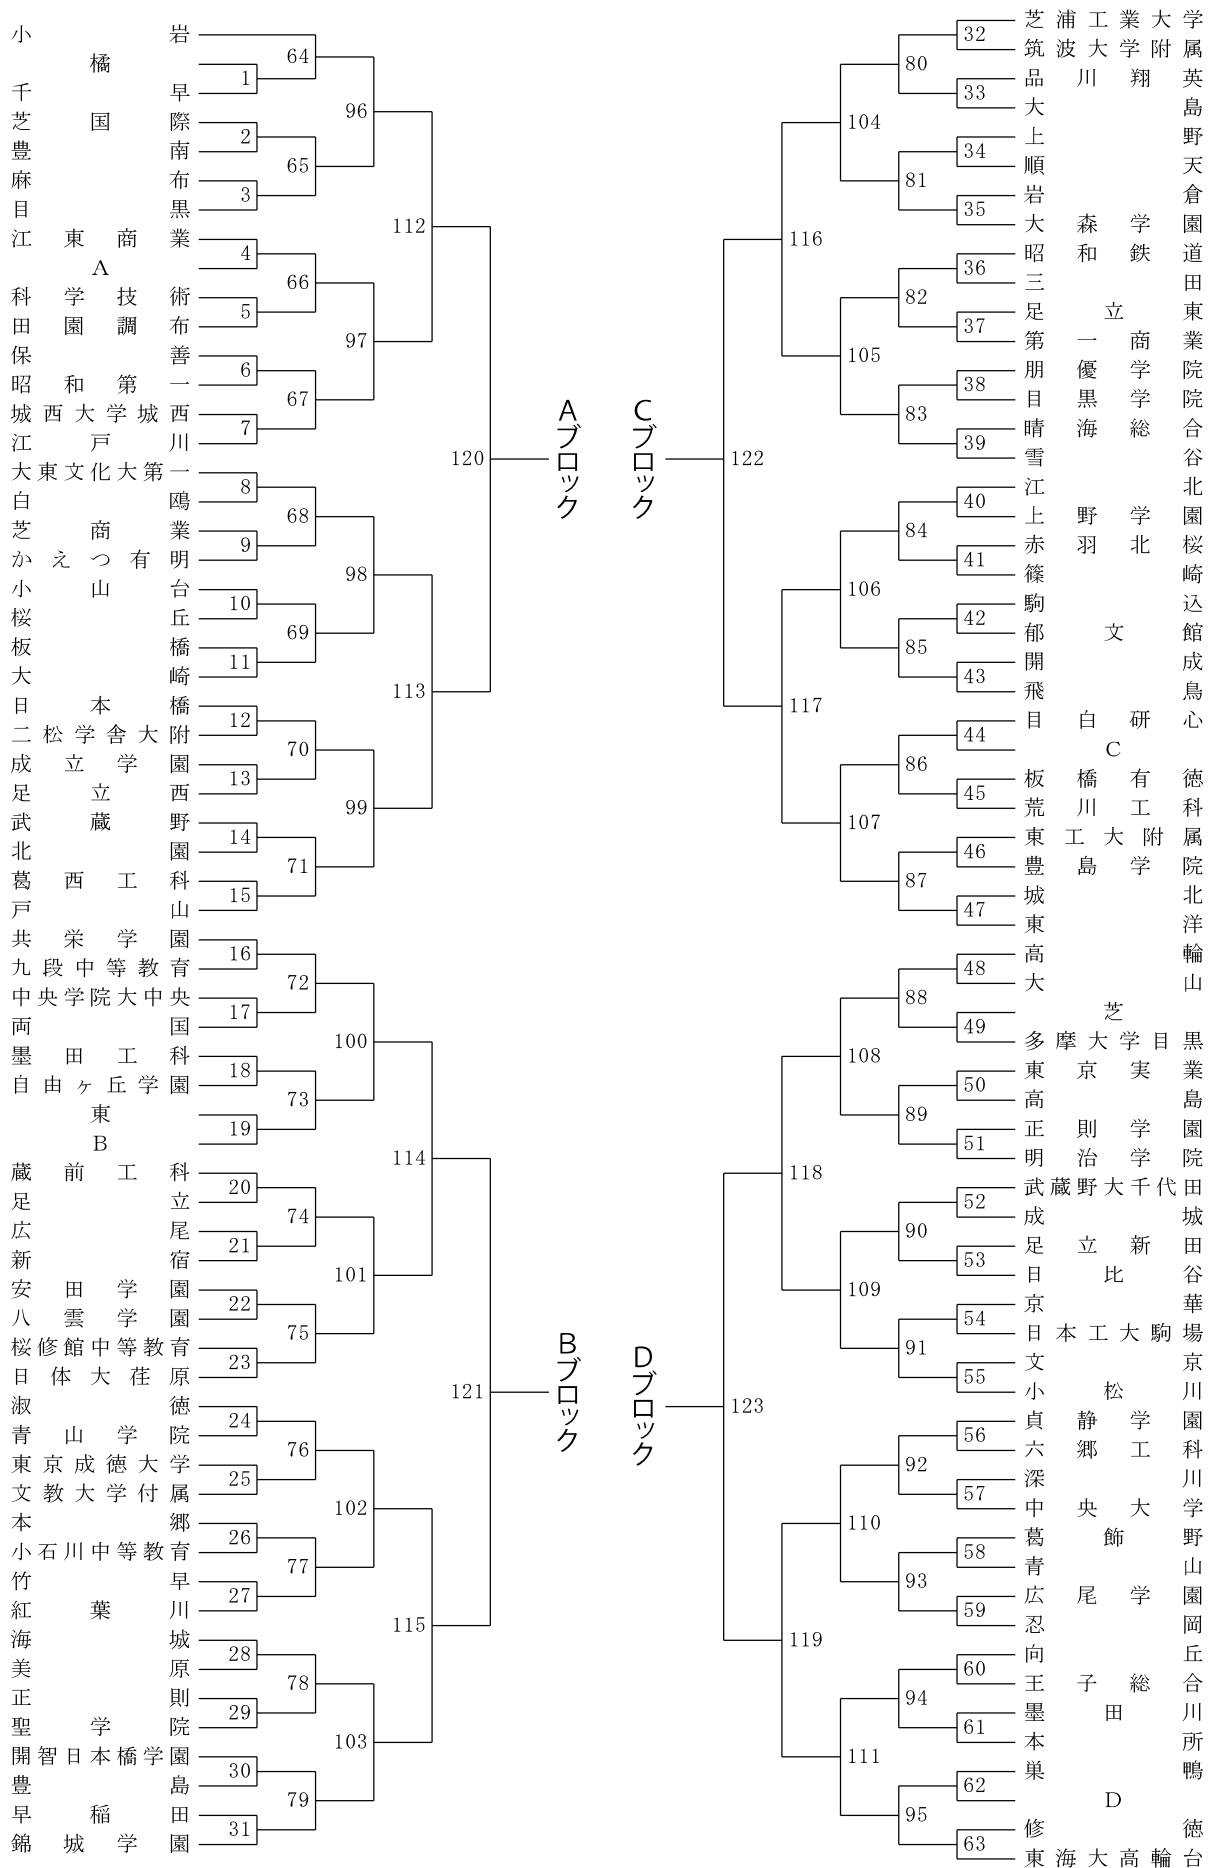 小岩
橘
千早
芝国際
豊南
麻布
目黒
江東商業
A
科学技術
田園調布
保善
昭和第一
城西大学城西
江戸川
大東文化大第一
白鴎
芝商業
かえつ有明
小山台
桜丘
板橋
大崎
日本橋
二松学舎大附
成立学園
足立西
武蔵野
北園
葛西工科
戸山
共栄学園
九段中等教育
中央学院大中央
両国
墨田工科
自由ヶ丘学園
東
B
蔵前工科
足立
広尾
新宿
安田学園
八雲学園
桜修館中等教育
日体大荏原
淑徳
青山学院
東京成徳大学
文教大学付属
本郷
小石川中等教育
竹早
紅葉川
海城
美原
正則
聖学院
開智日本橋学園
豊島
早稲田
錦城学園
1
2
3
4
5
6
7
8
9
10
11
12
13
14
15
16
17
18
19
20
21
22
23
24
25
26
27
28
29
30
31
64
65
66
67
68
69
70
71
72
73
74
75
76
77
78
79
96
97
98
99
100
101
102
103
112
113
114
115
120
121
Aブロック
Bブロック
Cブロック
Dブロック
122
123
116
117
118
119
104
105
106
107
108
109
110
111
80
81
82
83
84
85
86
87
88
89
90
91
92
93
94
95
32
33
34
35
36
37
38
39
40
41
42
43
44
45
46
47
48
49
50
51
52
53
54
55
56
57
58
59
60
61
62
63
芝浦工業大学
筑波大学附属
品川翔英
大島
上野
順天
岩倉
大森学園
昭和鉄道
三田
足立東
第一商業
朋優学院
目黒学院
晴海総合
雪谷
江北
上野学園
赤羽北桜
篠崎
駒込
郁文館
開成
飛鳥
目白研心
C
板橋有徳
荒川工科
東工大附属
豊島学院
城北
東洋
高輪
大山
芝
多摩大学目黒
東京実業
高島
正則学園
明治学院
武蔵野大千代田
成城
足立新田
日比谷
京華
日本工大駒場
文京
小松川
貞静学園
六郷工科
深川
中央大学
葛飾野
青山
広尾学園
忍岡
向丘
王子総合
墨田川
本所
巣鴨
D
修徳
東海大高輪台